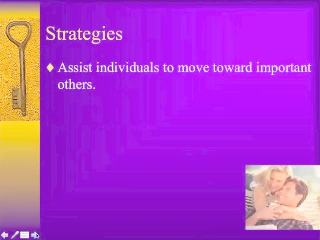 Strategies
♦ Assist individuals to move toward important
others.